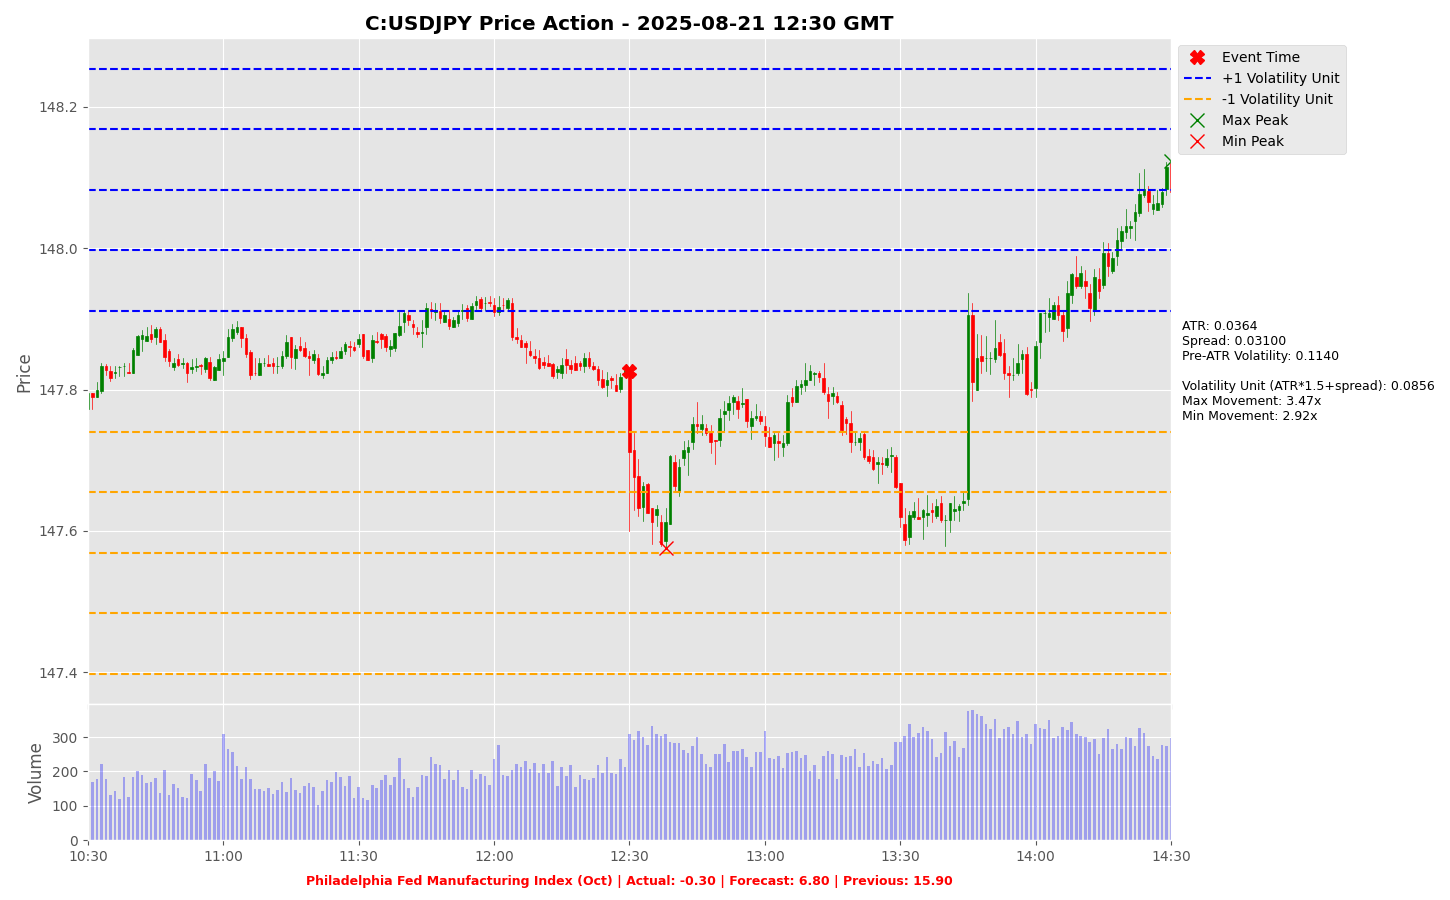 C:USDJPY Price Action - 2025-08-21 12:30 GMT
Event Time
+1 Volatility Unit
-1 Volatility Unit
Max Peak
Min Peak
Price
148.2
148.0
147.8
147.6
147.4
ATR: 0.0364
Spread: 0.03100
Pre-ATR Volatility: 0.1140
Volatility Unit (ATR*1.5+spread): 0.0856
Max Movement: 3.47x
Min Movement: 2.92x
Volume
300
200
100
0
10:30 11:00 11:30 12:00 12:30 13:00 13:30 14:00 14:30
Philadelphia Fed Manufacturing Index (Oct) | Actual: -0.30 | Forecast: 6.80 | Previous: 15.90